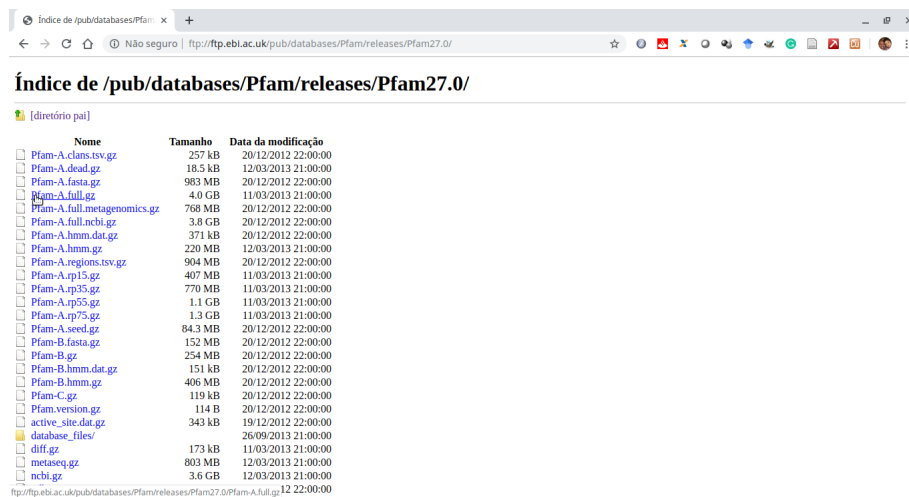 Índice de /pub/databases/Pfam
Não seguro | ftp://ftp.ebi.ac.uk/pub/databases/Pfam/releases/Pfam27.0/
Índice de /pub/databases/Pfam/releases/Pfam27.0/
[diretório pai]
Nome Tamanho Data da modificação
Pfam-A.clans.tsv.gz 257 kB 20/12/2012 22:00:00
Pfam-A.dead.gz 18.5 kB 12/03/2013 21:00:00
Pfam-A.fasta.gz 983 MB 20/12/2012 22:00:00
Pfam-A.full.gz 4.0 GB 11/03/2013 21:00:00
Pfam-A.full.metagenomics.gz 768 MB 20/12/2012 22:00:00
Pfam-A.full.ncbi.gz 3.8 GB 20/12/2012 22:00:00
Pfam-A.hmm.dat.gz 371 kB 20/12/2012 22:00:00
Pfam-A.hmm.gz 220 MB 12/03/2013 21:00:00
Pfam-A.regions.tsv.gz 904 MB 20/12/2012 22:00:00
Pfam-A.rp15.gz 407 MB 11/03/2013 21:00:00
Pfam-A.rp35.gz 770 MB 11/03/2013 21:00:00
Pfam-A.rp55.gz 1.1 GB 11/03/2013 21:00:00
Pfam-A.rp75.gz 1.3 GB 11/03/2013 21:00:00
Pfam-A.seed.gz 84.3 MB 20/12/2012 22:00:00
Pfam-B.fasta.gz 152 MB 20/12/2012 22:00:00
Pfam-B.gz 254 MB 20/12/2012 22:00:00
Pfam-B.hmm.dat.gz 151 kB 20/12/2012 22:00:00
Pfam-B.hmm.gz 406 MB 20/12/2012 22:00:00
Pfam-C.gz 119 kB 20/12/2012 22:00:00
Pfam.version.gz 114 B 20/12/2012 22:00:00
active_site.dat.gz 343 kB 19/12/2012 22:00:00
database_files/ 26/09/2013 21:00:00
diff.gz 173 kB 11/03/2013 21:00:00
metaseq.gz 803 MB 12/03/2013 21:00:00
ncbi.gz 3.6 GB 12/03/2013 21:00:00
ftp://ftp.ebi.ac.uk/pub/databases/Pfam/releases/Pfam27.0/Pfam-A.full.gz 12 22:00:00